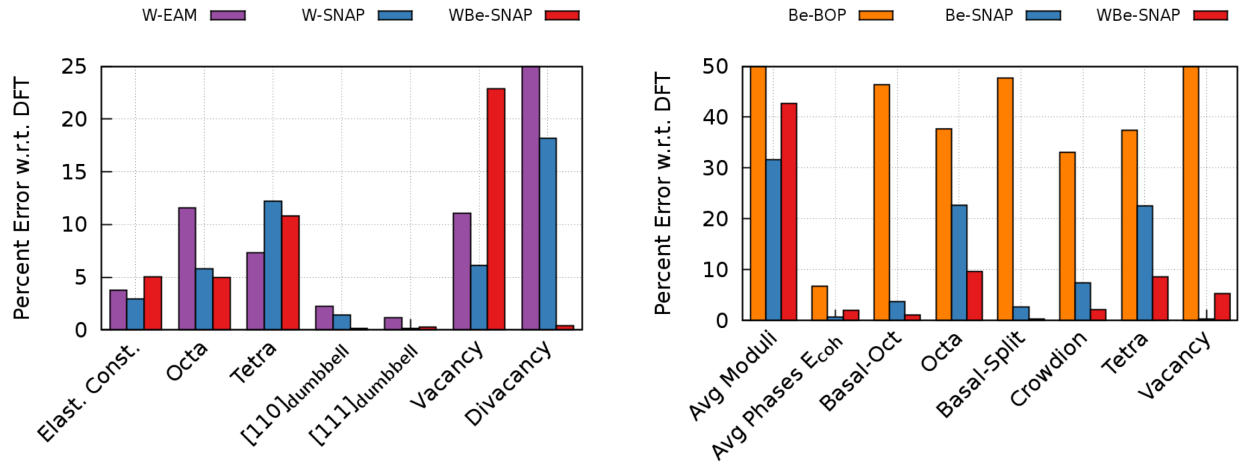 W-EAM W-SNAP WBe-SNAP
Percent Error w.r.t. DFT
25
20
15
10
5
0
Elast. Const.
Octa
Tetra
[110]dumbbell
[111]dumbbell
Vacancy
Divacancy
Be-BOP Be-SNAP WBe-SNAP
Percent Error w.r.t. DFT
50
40
30
20
10
0
Avg Moduli
Avg Phases Ecoh
Basal-Oct
Octa
Basal-Split
Crowdion
Tetra
Vacancy